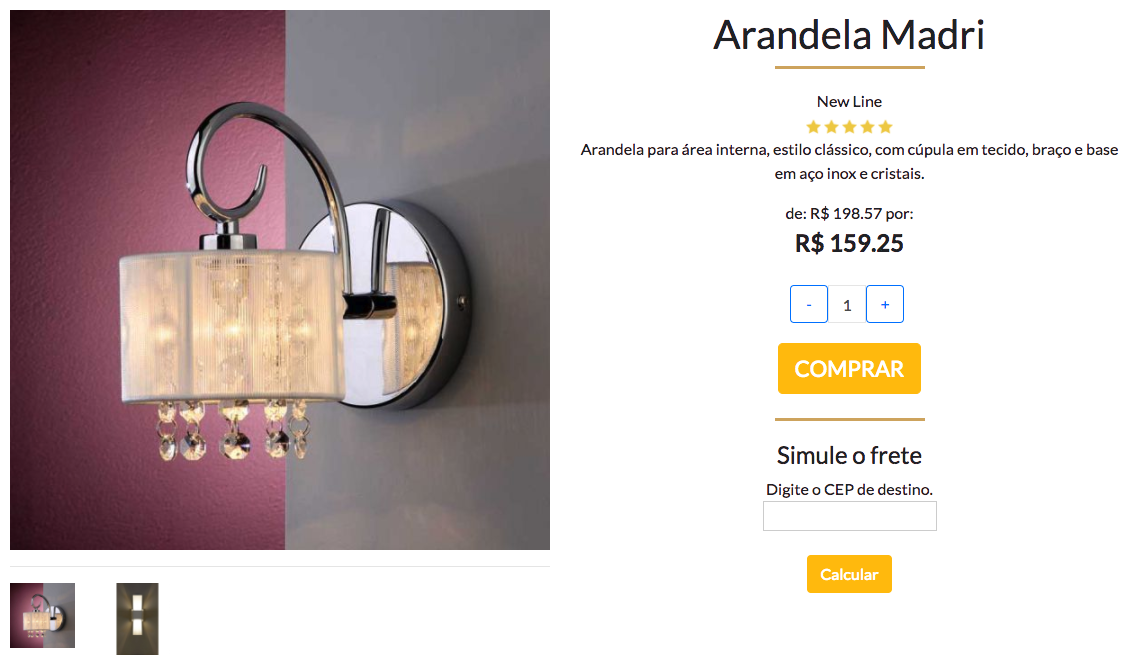 Arandela Madri
New Line
Arandela para área interna, estilo clássico, com cúpula em tecido, braço e base
em aço inox e cristais.
de: R$ 198.57 por:
R$ 159.25
- 1 +
COMPRAR
Simule o frete
Digite o CEP de destino.
Calcular